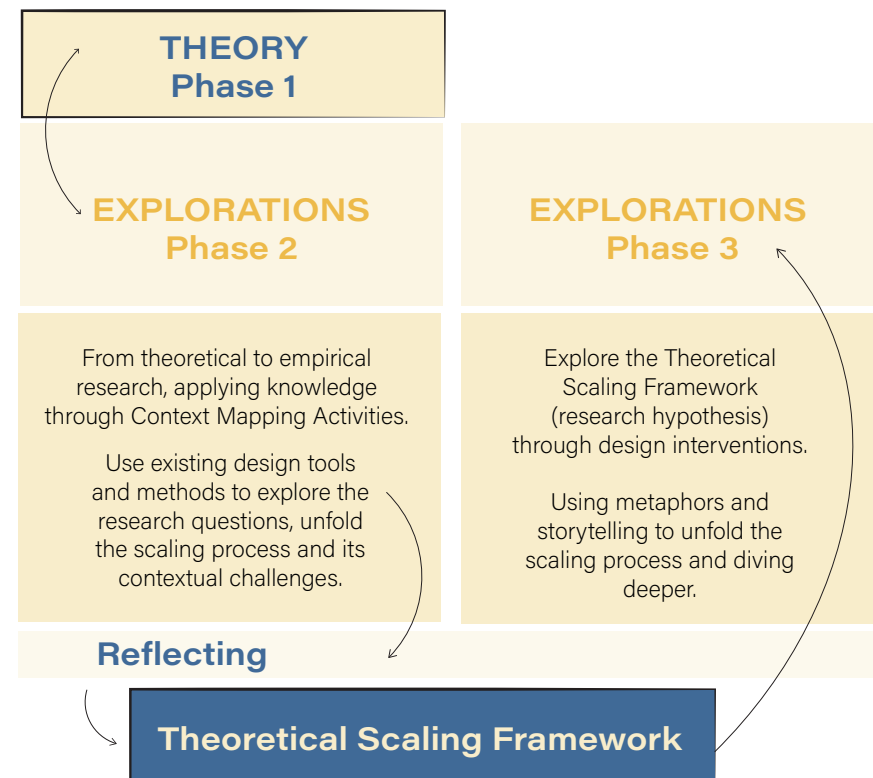 THEORY
Phase 1
EXPLORATIONS
Phase 2
From theoretical to empirical
research, applying knowledge
through Context Mapping Activities.
Use existing design tools
and methods to explore the
research questions, unfold
the scaling process and its
contextual challenges.
EXPLORATIONS
Phase 3
Explore the Theoretical
Scaling Framework
(research hypothesis)
through design interventions.
Using metaphors and
storytelling to unfold the
scaling process and diving
deeper.
Reflecting
Theoretical Scaling Framework